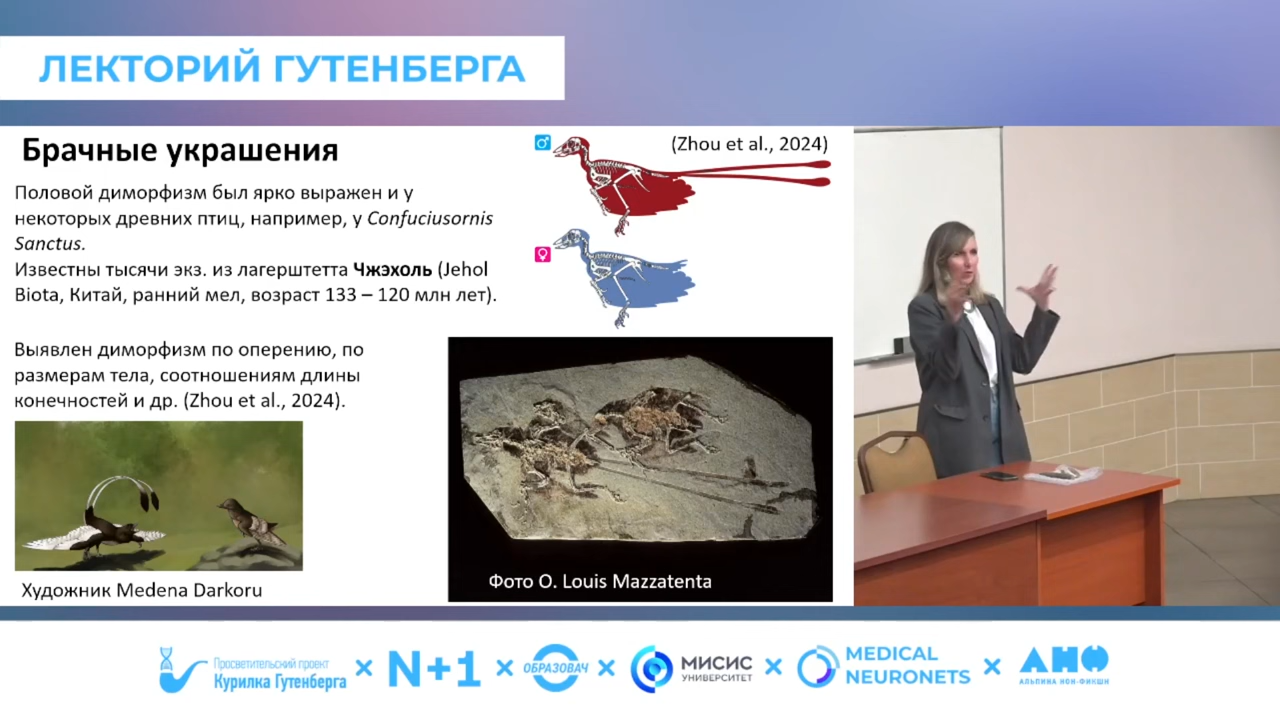 ЛЕКТОРИЙ ГУТЕНБЕРГА
Брачные украшения
(Zhou et al., 2024)
Половой диморфизм был ярко выражен и у
некоторых древних птиц, например, у Confuciusornis
Sanctus.
Известны тысячи экз. из лагерштетта Чжэхоль (Jehol
Biota, Китай, ранний мел, возраст 133 – 120 млн лет).
Выявлен диморфизм по оперению, по
размерам тела, соотношениям длины
конечностей и др. (Zhou et al., 2024).
Художник Medena Darkoru
Фото O. Louis Mazzatenta
Просветительский проект
Курилка Гутенберга
N+1
ОБРАЗОВАЧ
МИСИС
УНИВЕРСИТЕТ
MEDICAL
NEURONETS
АНФ
АЛЬПИНА НОН-ФИКШН